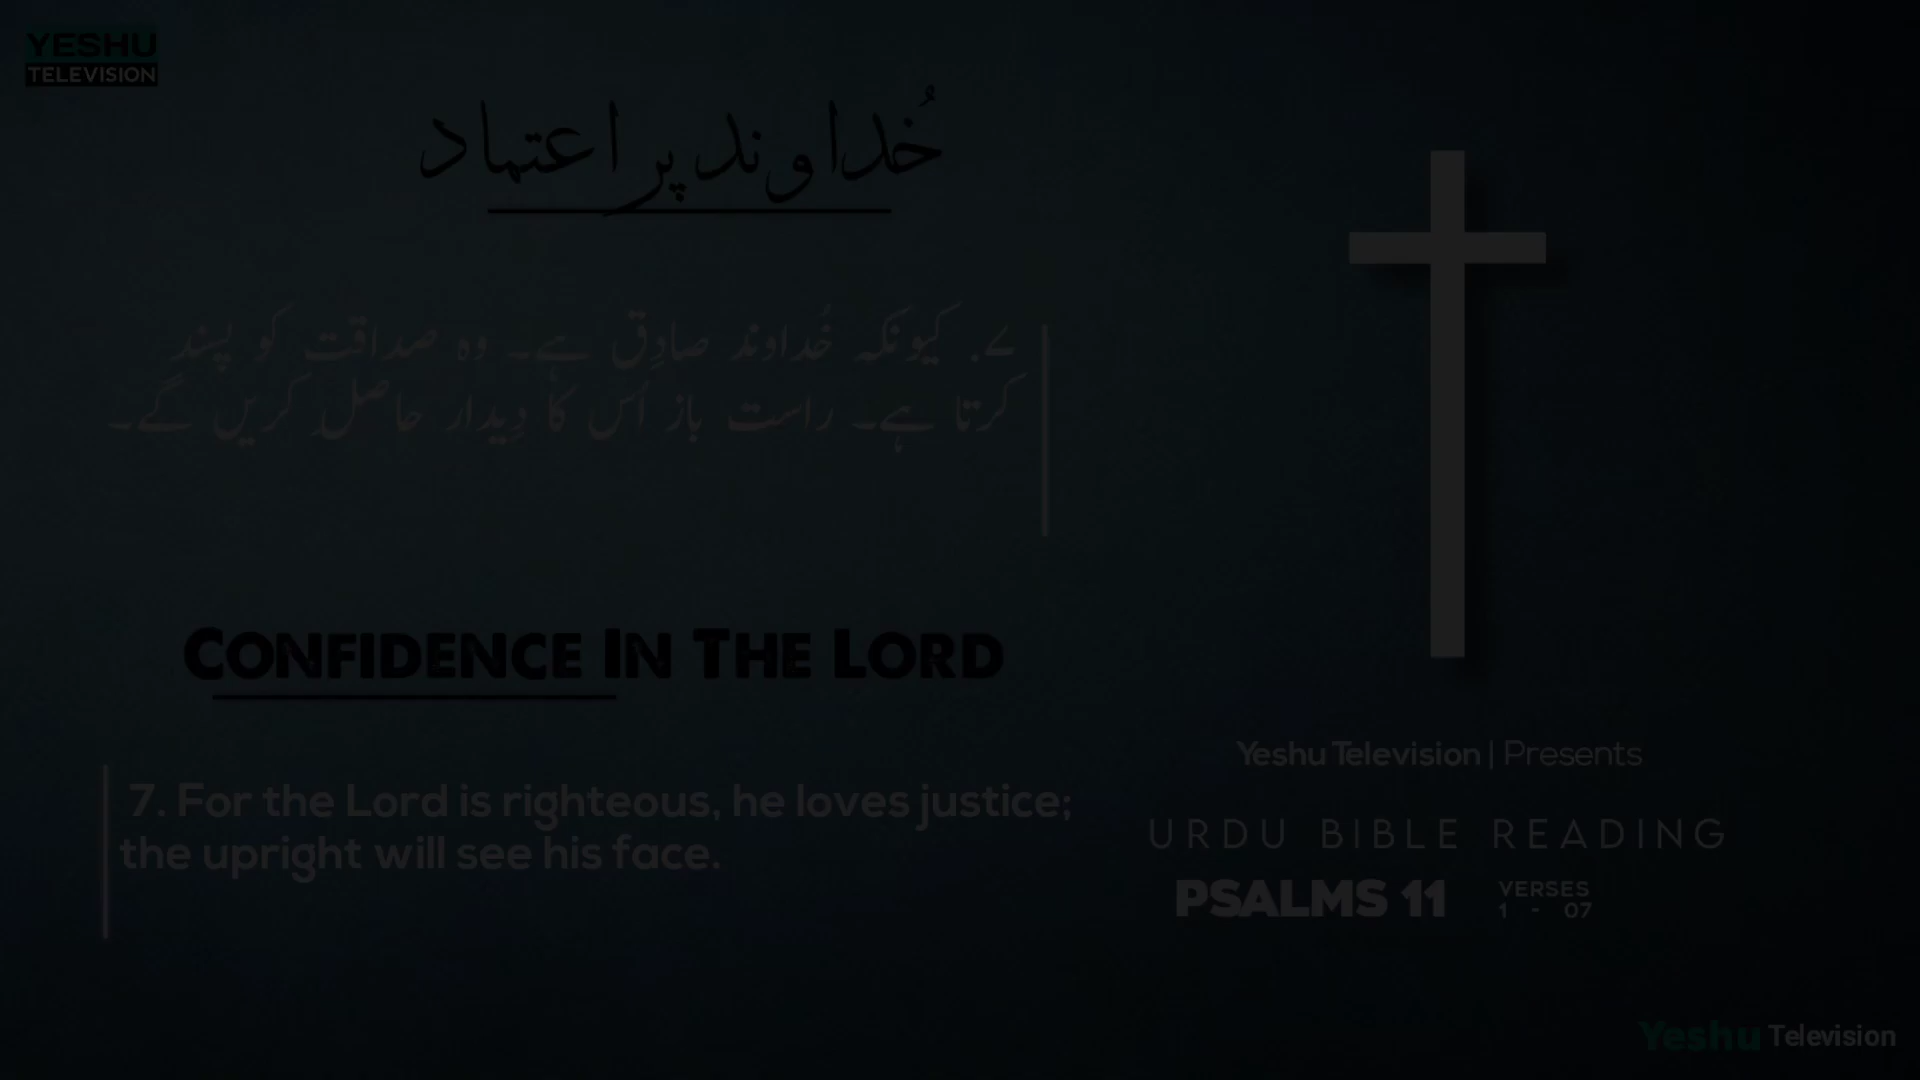 YESHU
TELEVISION
خُداوند پر اعتماد
۷. کیونکہ خُداوند صادِق ہے۔ وہ صداقت کو پسند
کرتا ہے۔ راست باز اُس کا دِیدار حاصِل کریں گے۔
CONFIDENCE IN THE LORD
7. For the Lord is righteous, he loves justice;
the upright will see his face.
Yeshu Television | Presents
URDU BIBLE READING
PSALMS 11
VERSES
1 - 07
Yeshu Television